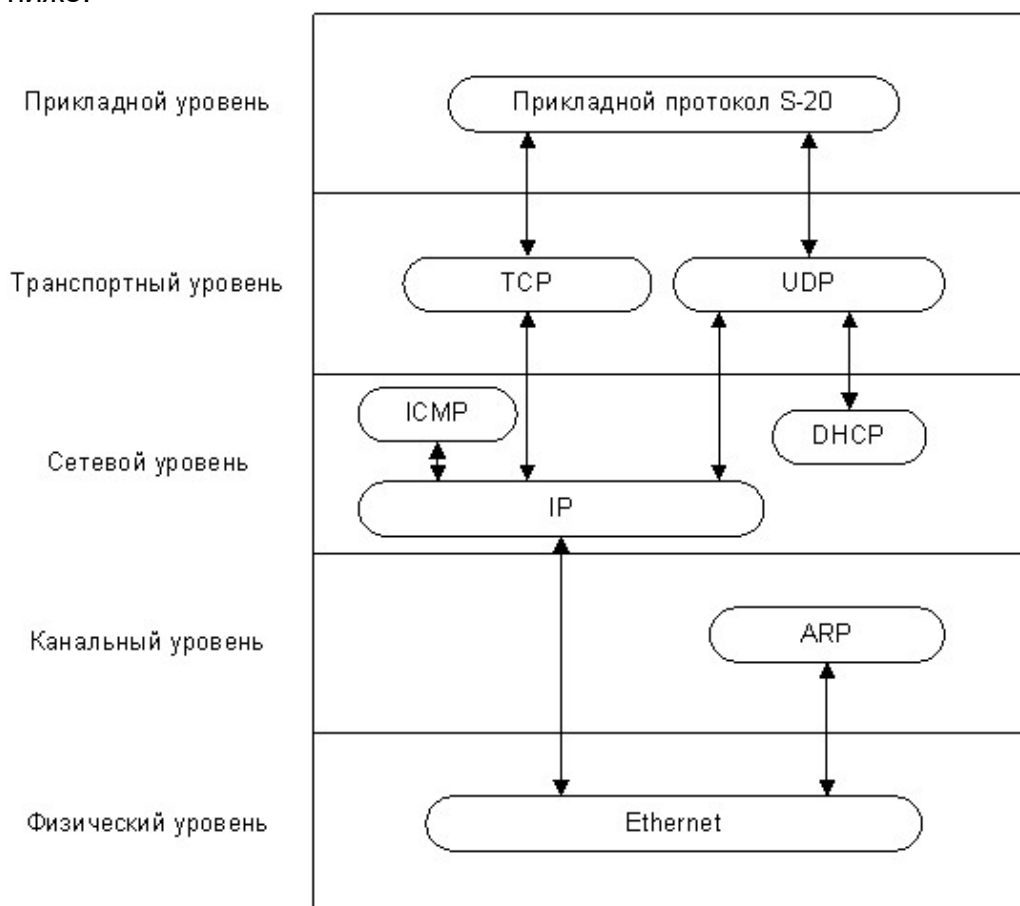 ниже.
Прикладной уровень
Прикладной протокол S-20
Транспортный уровень
TCP
UDP
ICMP
DHCP
Сетевой уровень
IP
Канальный уровень
ARP
Физический уровень
Ethernet